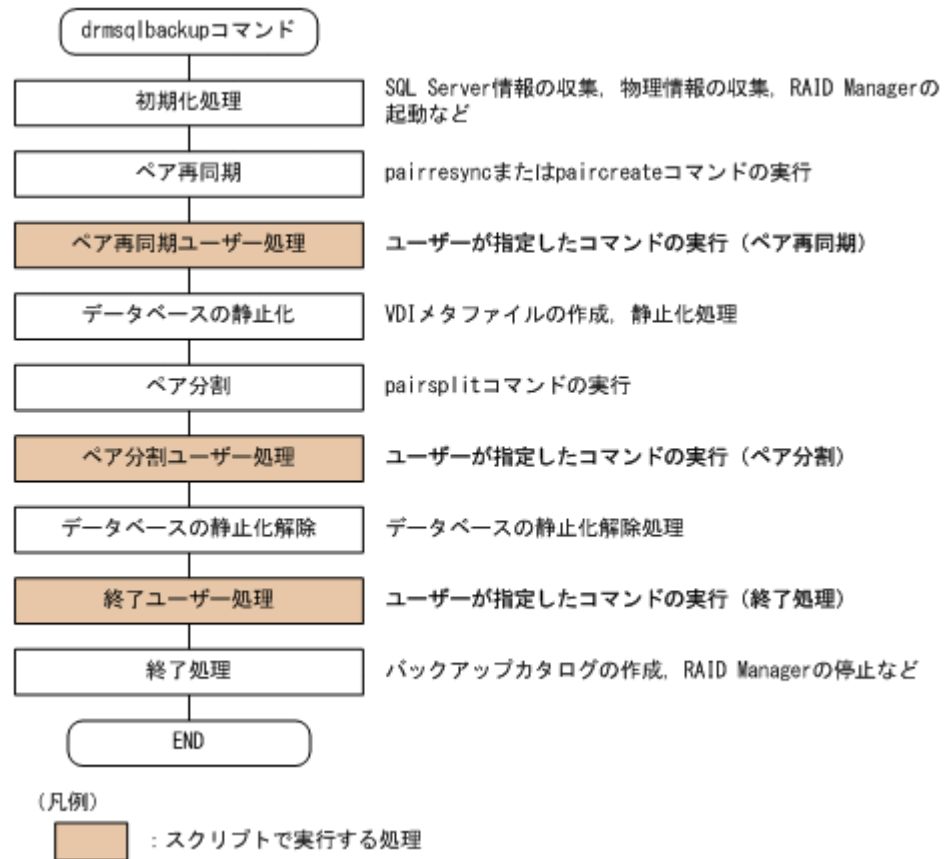 drmsqlbackupコマンド
初期化処理
SQL Server情報の収集，物理情報の収集，RAID Managerの
起動など
ペア再同期
pairresyncまたはpaircreateコマンドの実行
ペア再同期ユーザー処理
ユーザーが指定したコマンドの実行（ペア再同期）
データベースの静止化
VDIメタファイルの作成，静止化処理
ペア分割
pairsplitコマンドの実行
ペア分割ユーザー処理
ユーザーが指定したコマンドの実行（ペア分割）
データベースの静止化解除
データベースの静止化解除処理
終了ユーザー処理
ユーザーが指定したコマンドの実行（終了処理）
終了処理
バックアップカタログの作成，RAID Managerの停止など
END
（凡例）
：スクリプトで実行する処理